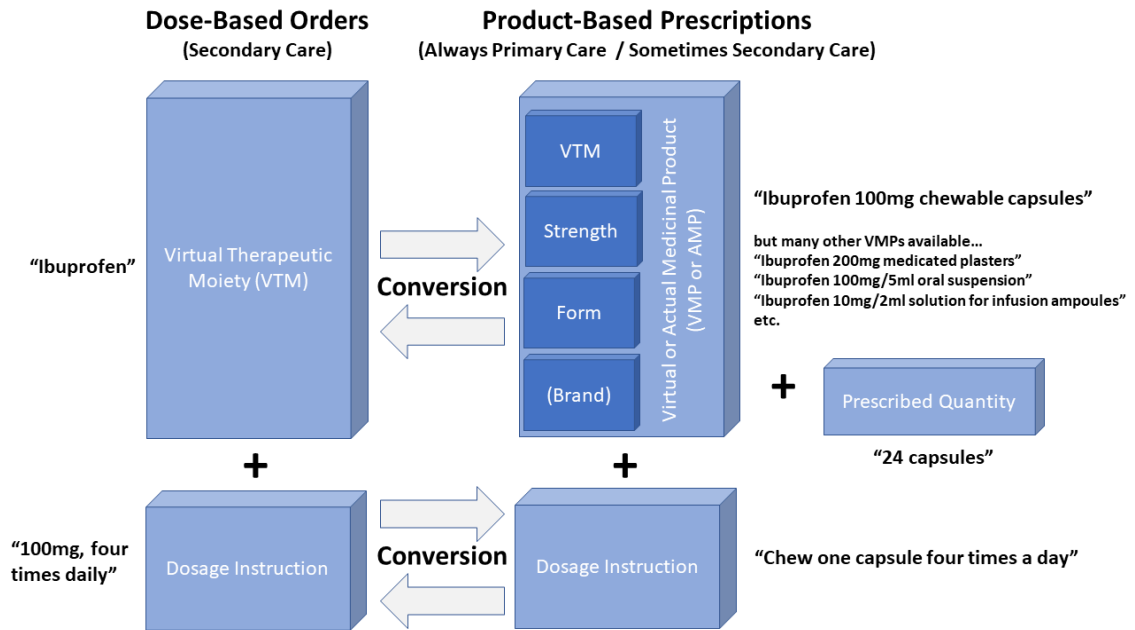 Dose-Based Orders
(Secondary Care)
Product-Based Prescriptions
(Always Primary Care / Sometimes Secondary Care)
“Ibuprofen”
Virtual Therapeutic
Moiety (VTM)
Conversion
VTM
Strength
Form
(Brand)
Virtual or Actual Medicinal Product
(VMP or AMP)
“Ibuprofen 100mg chewable capsules”
but many other VMPs available…
“Ibuprofen 200mg medicated plasters”
“Ibuprofen 100mg/5ml oral suspension”
“Ibuprofen 10mg/2ml solution for infusion ampoules”
etc.
+
Prescribed Quantity
“24 capsules”
+
+
“100mg, four
times daily”
Dosage Instruction
Conversion
Dosage Instruction
“Chew one capsule four times a day”